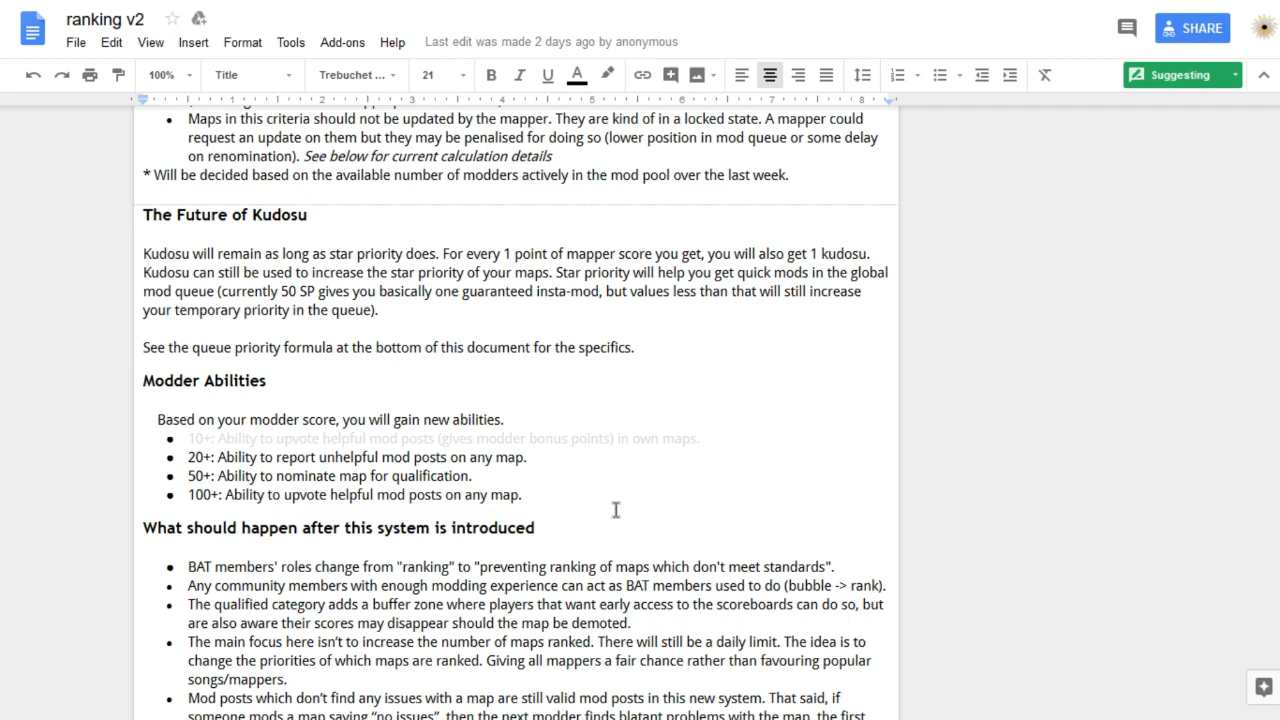 ranking v2
File Edit View Insert Format Tools Add-ons Help Last edit was made 2 days ago by anonymous
SHARE
100% Title Trebuchet ... 21 B I U A Suggesting
1 2 3 4 5 6 7 8
• Maps in this criteria should not be updated by the mapper. They are kind of in a locked state. A mapper could
request an update on them but they may be penalised for doing so (lower position in mod queue or some delay
on renomination). See below for current calculation details
* Will be decided based on the available number of modders actively in the mod pool over the last week.
The Future of Kudosu
Kudosu will remain as long as star priority does. For every 1 point of mapper score you get, you will also get 1 kudosu.
Kudosu can still be used to increase the star priority of your maps. Star priority will help you get quick mods in the global
mod queue (currently 50 SP gives you basically one guaranteed insta-mod, but values less than that will still increase
your temporary priority in the queue).
See the queue priority formula at the bottom of this document for the specifics.
Modder Abilities
Based on your modder score, you will gain new abilities.
• 10+: Ability to upvote helpful mod posts (gives modder bonus points) in own maps.
• 20+: Ability to report unhelpful mod posts on any map.
• 50+: Ability to nominate map for qualification.
• 100+: Ability to upvote helpful mod posts on any map.
What should happen after this system is introduced
• BAT members' roles change from "ranking" to "preventing ranking of maps which don't meet standards".
• Any community members with enough modding experience can act as BAT members used to do (bubble -> rank).
• The qualified category adds a buffer zone where players that want early access to the scoreboards can do so, but
are also aware their scores may disappear should the map be demoted.
• The main focus here isn’t to increase the number of maps ranked. There will still be a daily limit. The idea is to
change the priorities of which maps are ranked. Giving all mappers a fair chance rather than favouring popular
songs/mappers.
• Mod posts which don’t find any issues with a map are still valid mod posts in this new system. That said, if
someone mods a map saying “no issues”, then the next modder finds blatant problems with the map, the first